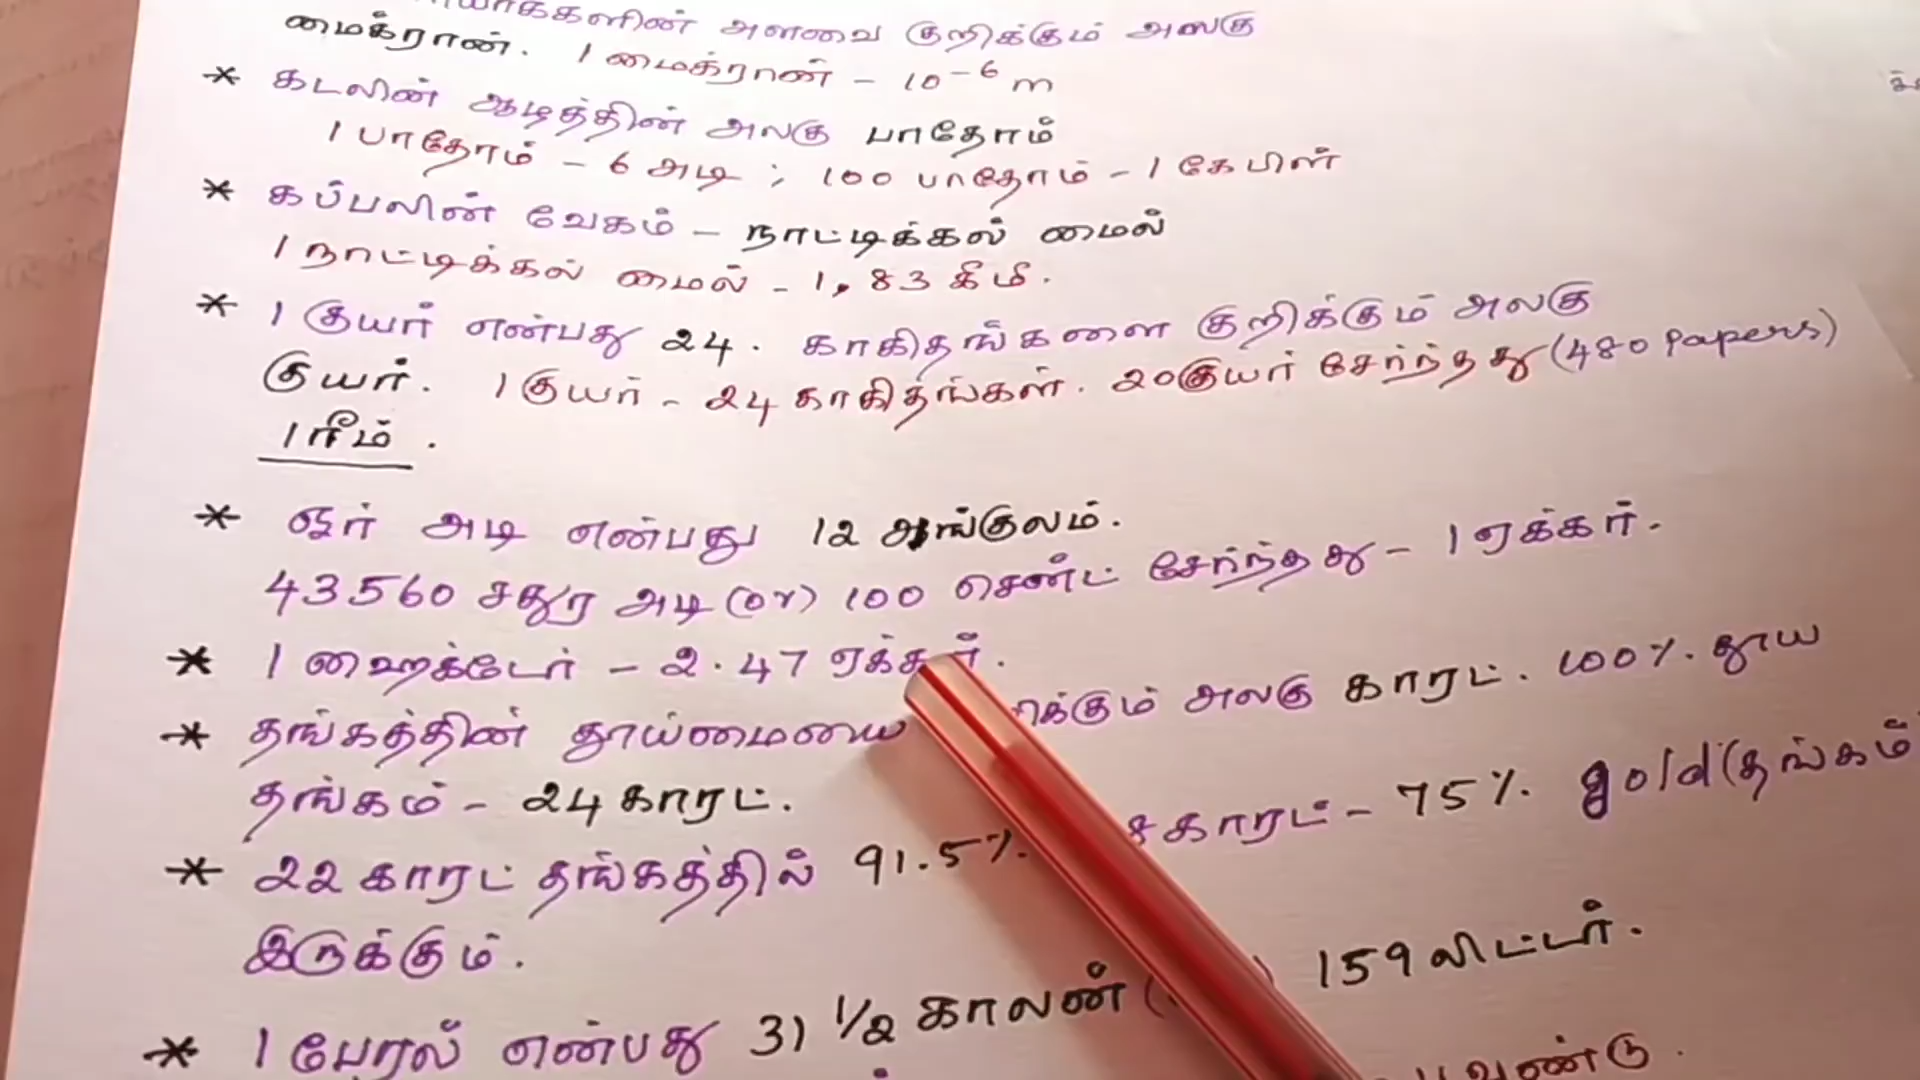 அளவை குறிக்கும் அலகு
மைக்ரான். 1 மைக்ரான் - 10⁻⁶ m
* கடலின் ஆழத்தின் அலகு பாதோம்
1 பாதோம் - 6 அடி ; 100 பாதோம் - 1 கேபிள்
* கப்பலின் வேகம் - நாட்டிக்கல் மைல்
1 நாட்டிக்கல் மைல் - 1.83 கீமீ.
* 1 குயர் என்பது 24. காகிதங்களை குறிக்கும் அலகு
குயர். 1 குயர் - 24 காகிதங்கள். 20குயர் சேர்ந்தது (480 papers)
1 ரீம்.
* ஓர் அடி என்பது 12 அங்குலம்.
43560 சதுர அடி (or) 100 செண்ட் சேர்ந்தது - 1 ஏக்கர்.
* 1 ஹெக்டேர் - 2.47 ஏக்கர்.
* தங்கத்தின் தூய்மையை க்கும் அலகு காரட். 100%. தூய
தங்கம் - 24 காரட்.
* 22 காரட் தங்கத்தில் 91.5%. காரட் - 75%. gold (தங்கம்
இருக்கும்.
* 1 பேரல் என்பது 31 ½ காலன் ( ) 159 லிட்டர்.